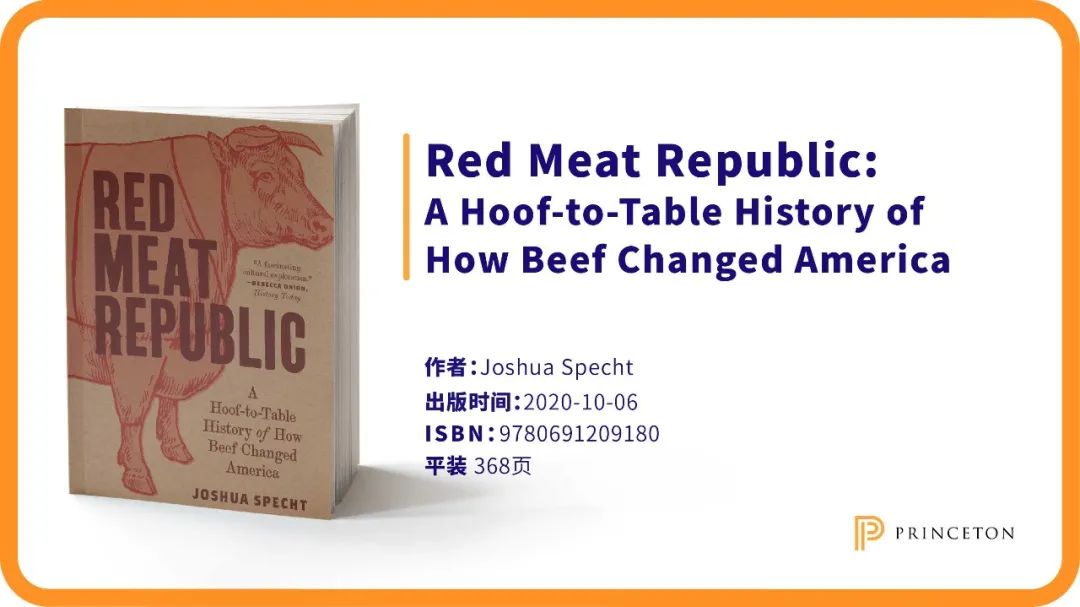 RED
MEAT
REPUBLIC
"A fascinating
cultural exploration."
—REBECCA ONION,
History Today
A
Hoof-to-Table
History of How
Beef Changed
America
JOSHUA SPECHT
Red Meat Republic:
A Hoof-to-Table History of
How Beef Changed America
作者：Joshua Specht
出版时间：2020-10-06
ISBN：9780691209180
平装 368页
PRINCETON